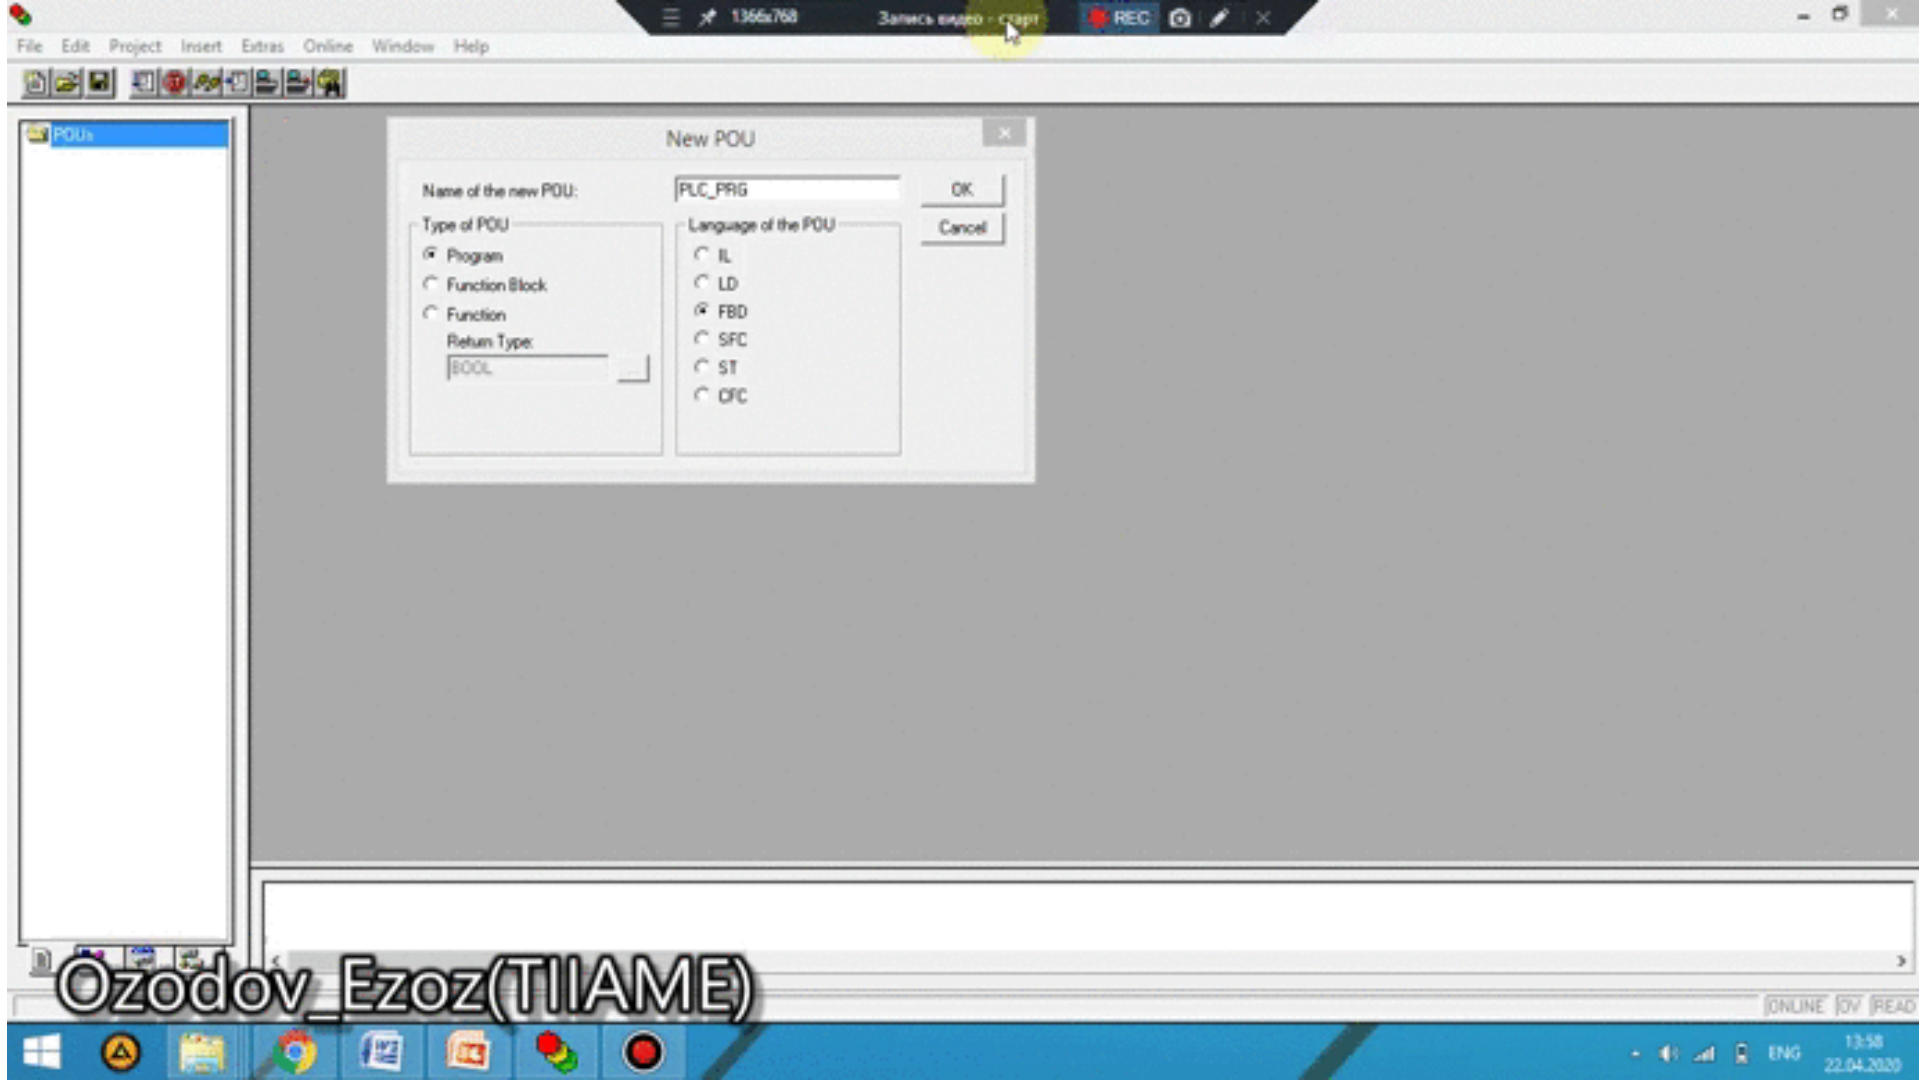 1366x768 Запись видео - старт REC
File Edit Project Insert Extras Online Window Help
POUs
New POU
Name of the new POU: PLC_PRG OK
Cancel
Type of POU
Program
Function Block
Function
Return Type:
BOOL
...
Language of the POU
IL
LD
FBD
SFC
ST
CFC
Ozodov_Ezoz(TIIAME)
ONLINE OV READ
ENG
13:58
22.04.2020